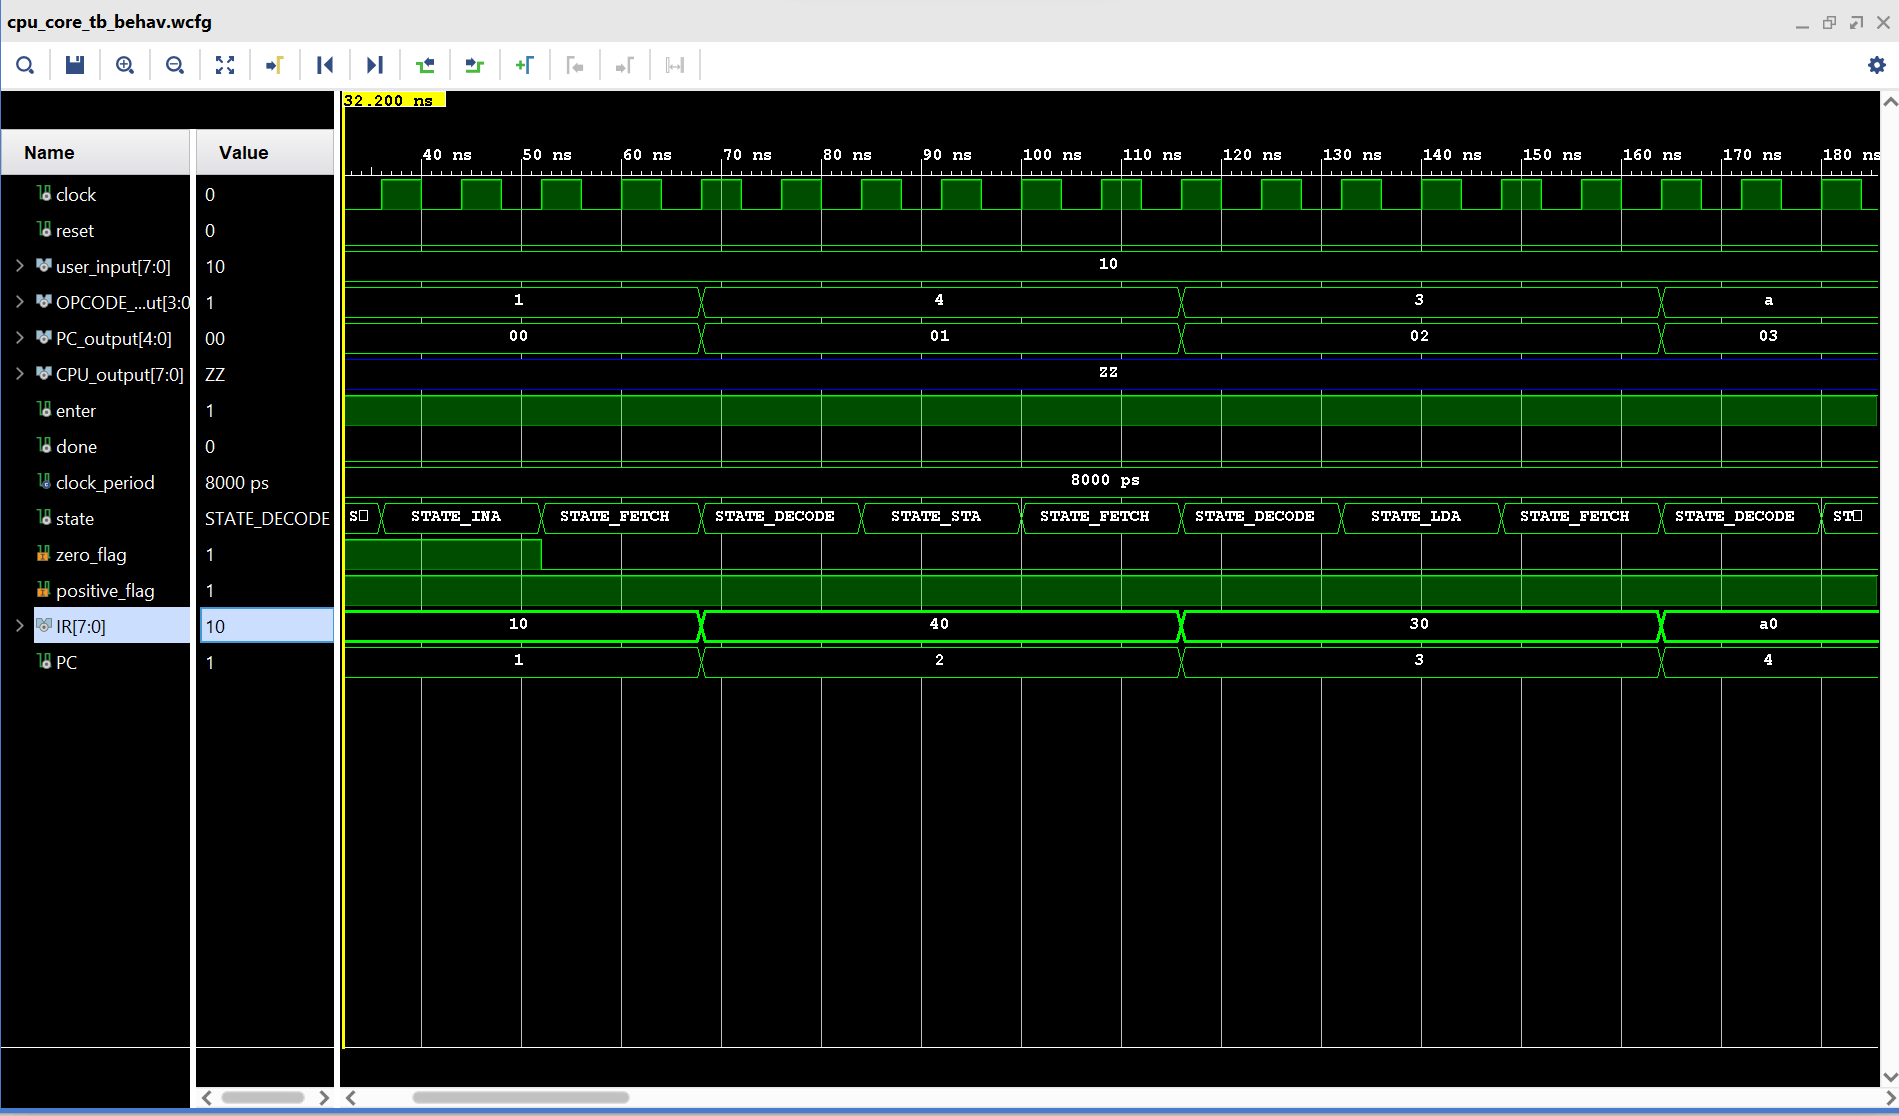 cpu_core_tb_behav.wcfg
32.200 ns
Name Value
40 ns 50 ns 60 ns 70 ns 80 ns 90 ns 100 ns 110 ns 120 ns 130 ns 140 ns 150 ns 160 ns 170 ns 180 ns
clock 0
reset 0
user_input[7:0] 10 10
OPCODE_...ut[3:0 1 1 4 3 a
PC_output[4:0] 00 00 01 02 03
CPU_output[7:0] ZZ ZZ
enter 1
done 0
clock_period 8000 ps 8000 ps
state STATE_DECODE S STATE_INA STATE_FETCH STATE_DECODE STATE_STA STATE_FETCH STATE_DECODE STATE_LDA STATE_FETCH STATE_DECODE ST
zero_flag 1
positive_flag 1
IR[7:0] 10 10 40 30 a0
PC 1 1 2 3 4